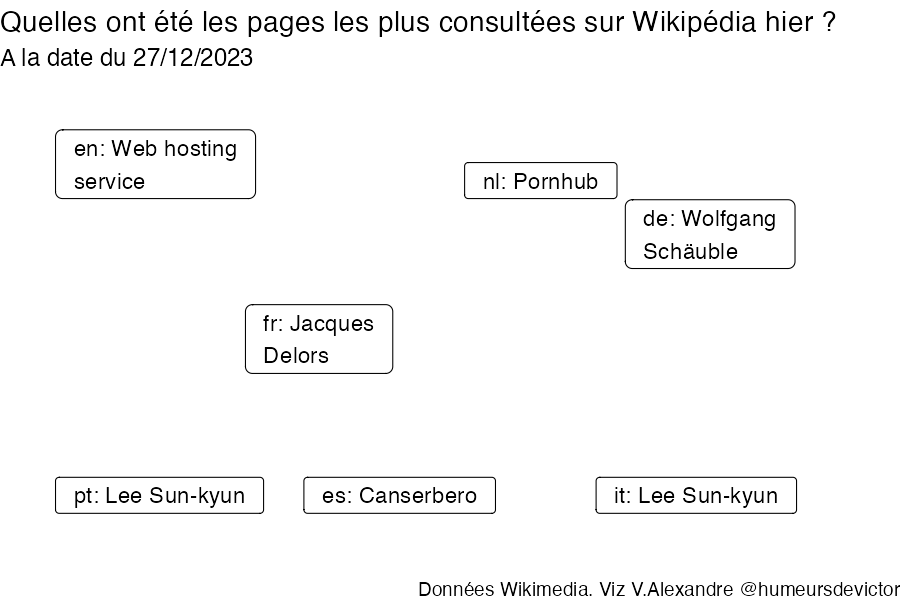 Quelles ont été les pages les plus consultées sur Wikipédia hier ?
A la date du 27/12/2023
en: Web hosting
service
nl: Pornhub
de: Wolfgang
Schäuble
fr: Jacques
Delors
pt: Lee Sun-kyun
es: Canserbero
it: Lee Sun-kyun
Données Wikimedia. Viz V.Alexandre @humeursdevictor